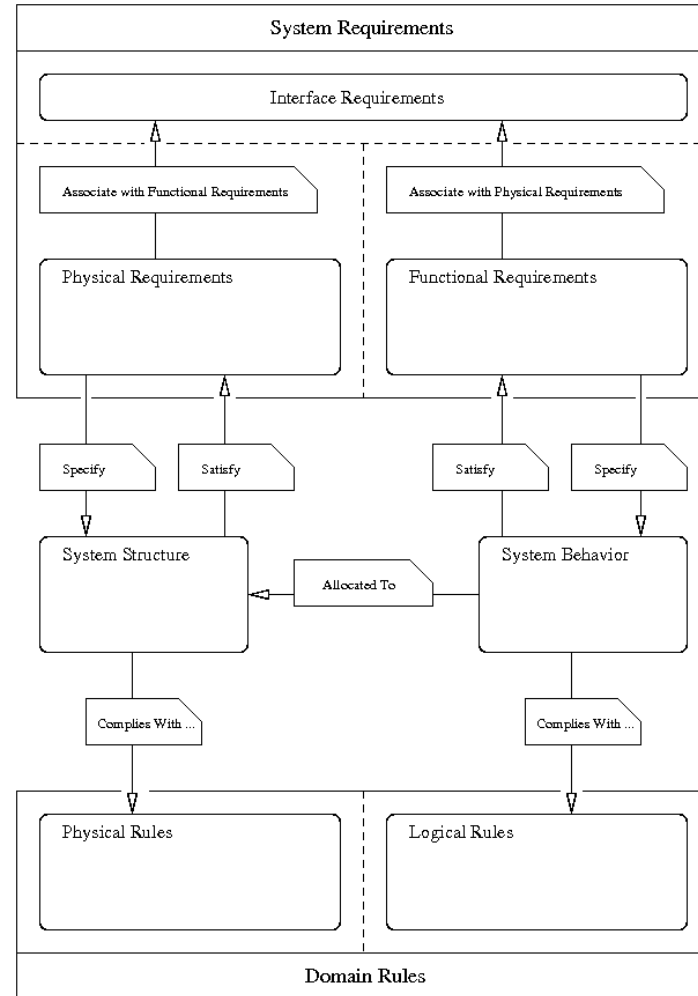 System Requirements
Interface Requirements
Associate with Functional Requirements
Associate with Physical Requirements
Physical Requirements
Functional Requirements
Specify
Satisfy
Satisfy
Specify
System Structure
System Behavior
Allocated To
Complies With ...
Complies With ...
Physical Rules
Logical Rules
Domain Rules